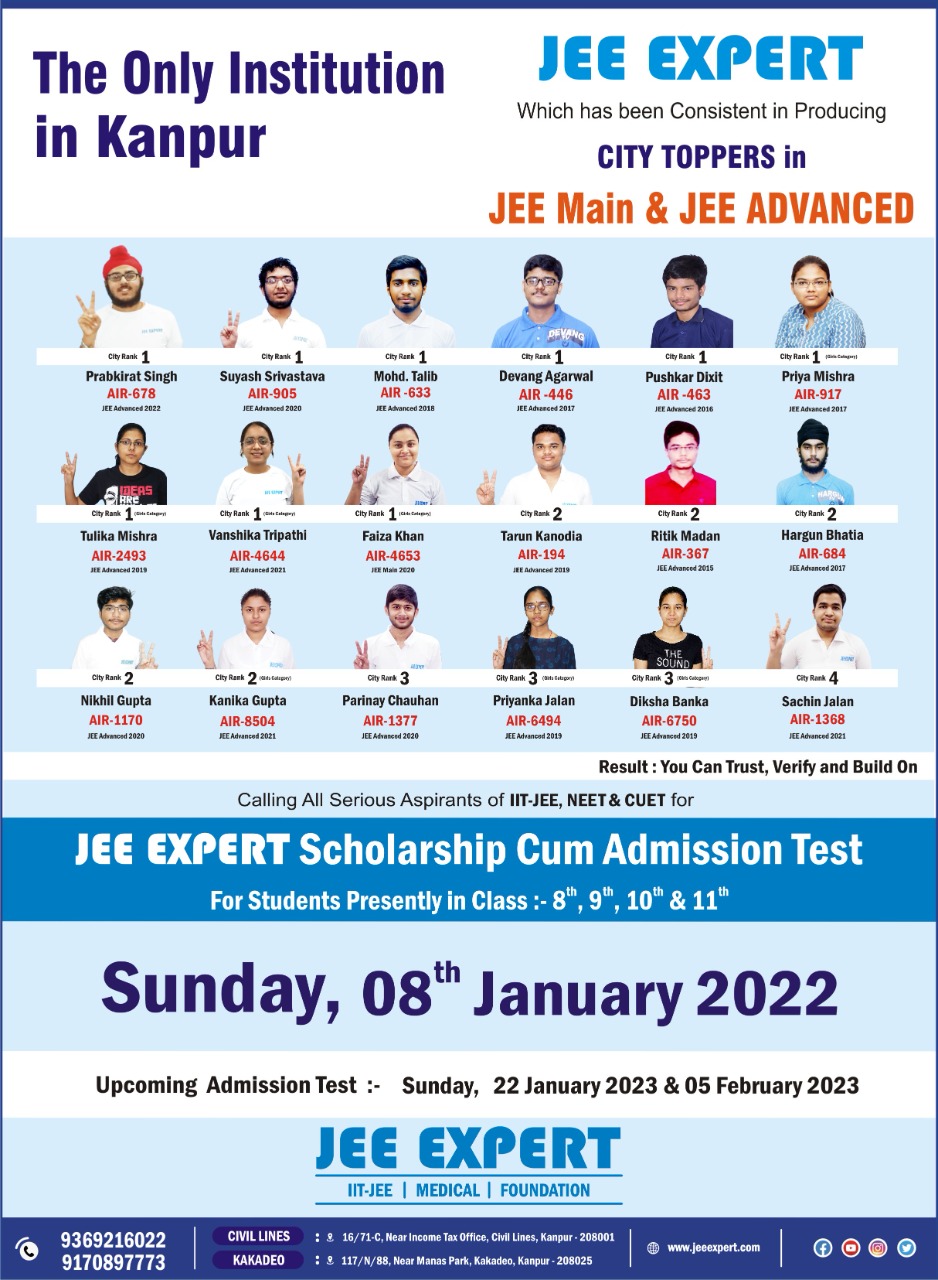 The Only Institution
in Kanpur
JEE EXPERT
Which has been Consistent in Producing
CITY TOPPERS in
JEE Main & JEE ADVANCED
JEE EXPERT
DEVANG
City Rank 1
City Rank 1
City Rank 1
City Rank 1
City Rank 1
City Rank 1 (Girls Category)
Prabkirat Singh
Suyash Srivastava
Mohd. Talib
Devang Agarwal
Pushkar Dixit
Priya Mishra
AIR-678
AIR-905
AIR -633
AIR -446
AIR -463
AIR-917
JEE Advanced 2022
JEE Advanced 2020
JEE Advanced 2018
JEE Advanced 2017
JEE Advanced 2016
JEE Advanced 2017
IDEAS
ARE
JEE EXPERT
City Rank 1 (Girls Category)
City Rank 1 (Girls Category)
City Rank 1 (Girls Category)
City Rank 2
City Rank 2
City Rank 2
Tulika Mishra
Vanshika Tripathi
Faiza Khan
Tarun Kanodia
Ritik Madan
Hargun Bhatia
AIR-2493
AIR-4644
AIR-4653
AIR-194
AIR-367
AIR-684
JEE Advanced 2019
JEE Advanced 2021
JEE Main 2020
JEE Advanced 2019
JEE Advanced 2015
JEE Advanced 2017
THE
SOUND
City Rank 2
City Rank 2 (Girls Category)
City Rank 3
City Rank 3 (Girls Category)
City Rank 3 (Girls Category)
City Rank 4
Nikhil Gupta
Kanika Gupta
Parinay Chauhan
Priyanka Jalan
Diksha Banka
Sachin Jalan
AIR-1170
AIR-8504
AIR-1377
AIR-6494
AIR-6750
AIR-1368
JEE Advanced 2020
JEE Advanced 2021
JEE Advanced 2020
JEE Advanced 2019
JEE Advanced 2019
JEE Advanced 2021
Result : You Can Trust, Verify and Build On
Calling All Serious Aspirants of IIT-JEE, NEET & CUET for
JEE EXPERT Scholarship Cum Admission Test
For Students Presently in Class :- 8th, 9th, 10th & 11th
Sunday, 08th January 2022
Upcoming Admission Test :- Sunday, 22 January 2023 & 05 February 2023
JEE EXPERT
IIT-JEE | MEDICAL | FOUNDATION
9369216022
9170897773
CIVIL LINES : 16/71-C, Near Income Tax Office, Civil Lines, Kanpur - 208001
KAKADEO : 117/N/88, Near Manas Park, Kakadeo, Kanpur - 208025
www.jeeexpert.com